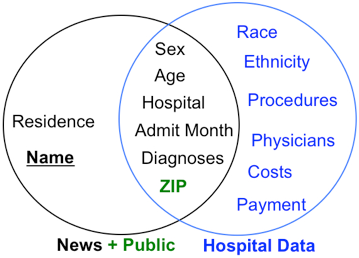 Residence
Name
Sex
Age
Hospital
Admit Month
Diagnoses
ZIP
Race
Ethnicity
Procedures
Physicians
Costs
Payment
News + Public
Hospital Data